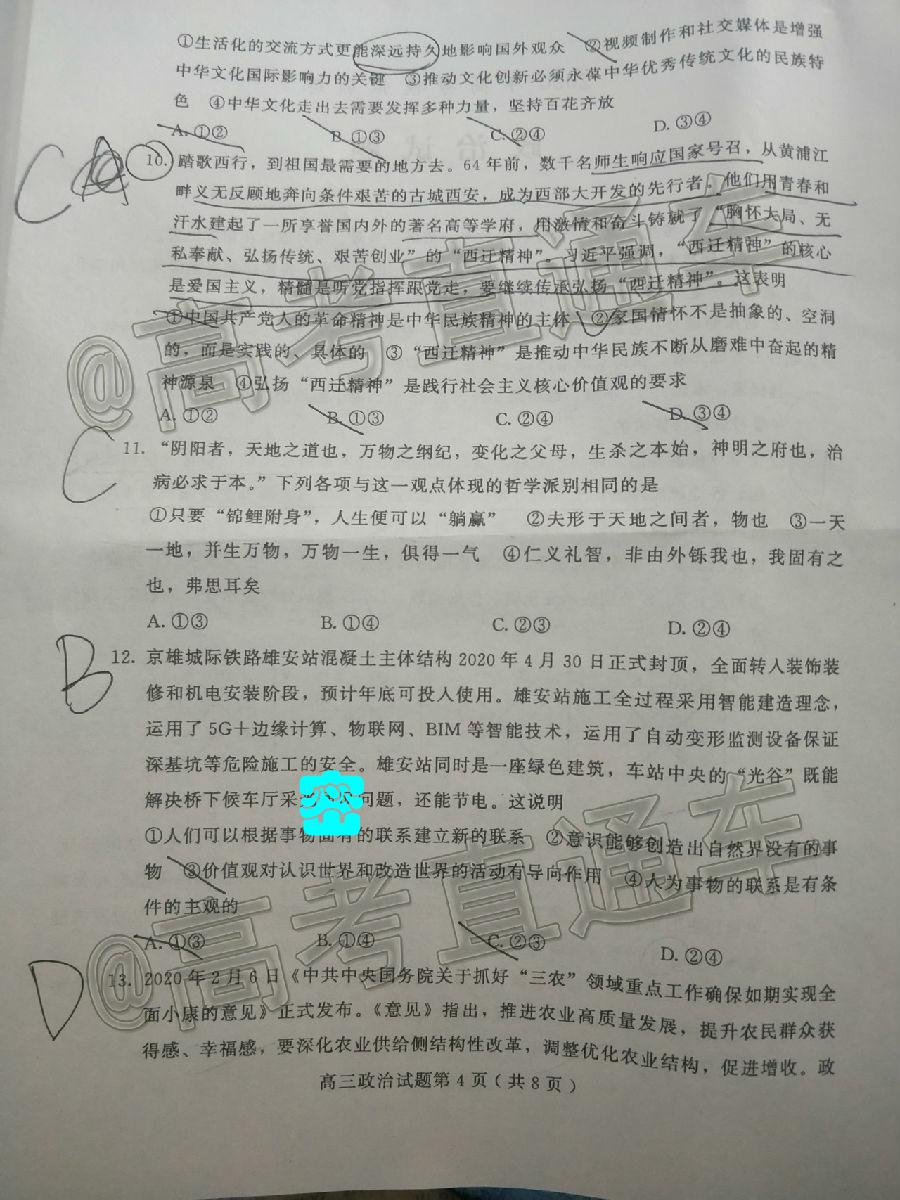 ①生活化的交流方式更能深远持久地影响国外观众 ②视频制作和社交媒体是增强
中华文化国际影响力的关键 ③推动文化创新必须永葆中华优秀传统文化的民族特
色 ④中华文化走出去需要发挥多种力量，坚持百花齐放
A. ①② B. ①③ C. ②④ D. ③④
C
10. 踏歌西行，到祖国最需要的地方去。64年前，数千名师生响应国家号召，从黄浦江
畔义无反顾地奔向条件艰苦的古城西安，成为西部大开发的先行者。他们用青春和
汗水建起了一所享誉国内外的著名高等学府，用激情和奋斗铸就了“胸怀大局、无
私奉献、弘扬传统、艰苦创业”的“西迁精神”。习近平强调，“西迁精神”的核心
是爱国主义，精髓是听党指挥跟党走，要继续传承弘扬“西迁精神”。这表明
①中国共产党人的革命精神是中华民族精神的主体 ②家国情怀不是抽象的、空洞
的，而是实践的、具体的 ③“西迁精神”是推动中华民族不断从磨难中奋起的精
神源泉 ④弘扬“西迁精神”是践行社会主义核心价值观的要求
A. ①② B. ①③ C. ②④ D. ③④
C
11. “阴阳者，天地之道也，万物之纲纪，变化之父母，生杀之本始，神明之府也，治
病必求于本。”下列各项与这一观点体现的哲学派别相同的是
①只要“锦鲤附身”，人生便可以“躺赢” ②夫形于天地之间者，物也 ③一天
一地，并生万物，万物一生，俱得一气 ④仁义礼智，非由外铄我也，我固有之
也，弗思耳矣
A. ①③ B. ①④ C. ②③ D. ②④
B
12. 京雄城际铁路雄安站混凝土主体结构2020年4月30日正式封顶，全面转入装饰装
修和机电安装阶段，预计年底可投入使用。雄安站施工全过程采用智能建造理念，
运用了5G+边缘计算、物联网、BIM等智能技术，运用了自动变形监测设备保证
深基坑等危险施工的安全。雄安站同时是一座绿色建筑，车站中央的“光谷”既能
解决桥下候车厅采 问题，还能节电。这说明
①人们可以根据事物固有的联系建立新的联系 ②意识能够创造出自然界没有的事
物 ③价值观对认识世界和改造世界的活动有导向作用 ④人为事物的联系是有条
件的主观的
A. ①③ B. ①④ C. ②③ D. ②④
D
13. 2020年2月6日《中共中央国务院关于抓好“三农”领域重点工作确保如期实现全
面小康的意见》正式发布。《意见》指出，推进农业高质量发展，提升农民群众获
得感、幸福感，要深化农业供给侧结构性改革，调整优化农业结构，促进增收。政
高三政治试题第4页（共8页）
@高考直通车
@高考直通车